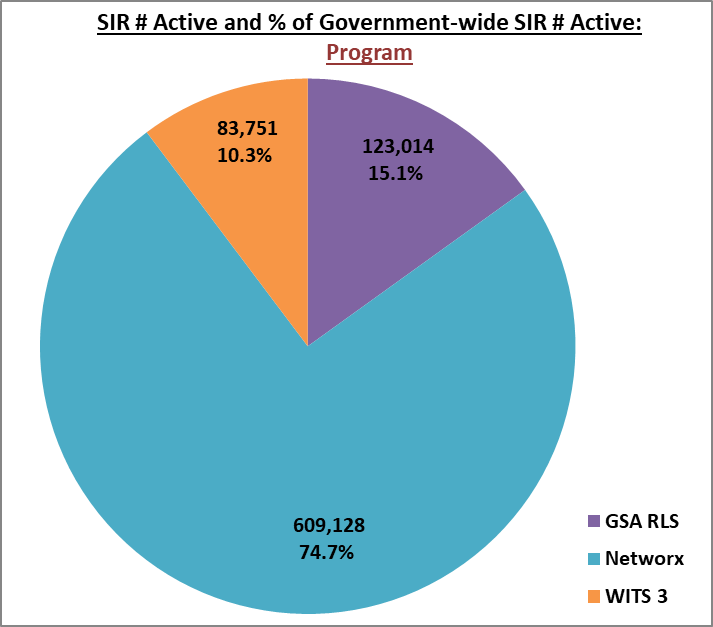 SIR # Active and % of Government-wide SIR # Active:
Program
83,751
10.3%
123,014
15.1%
609,128
74.7%
GSA RLS
Networx
WITS 3